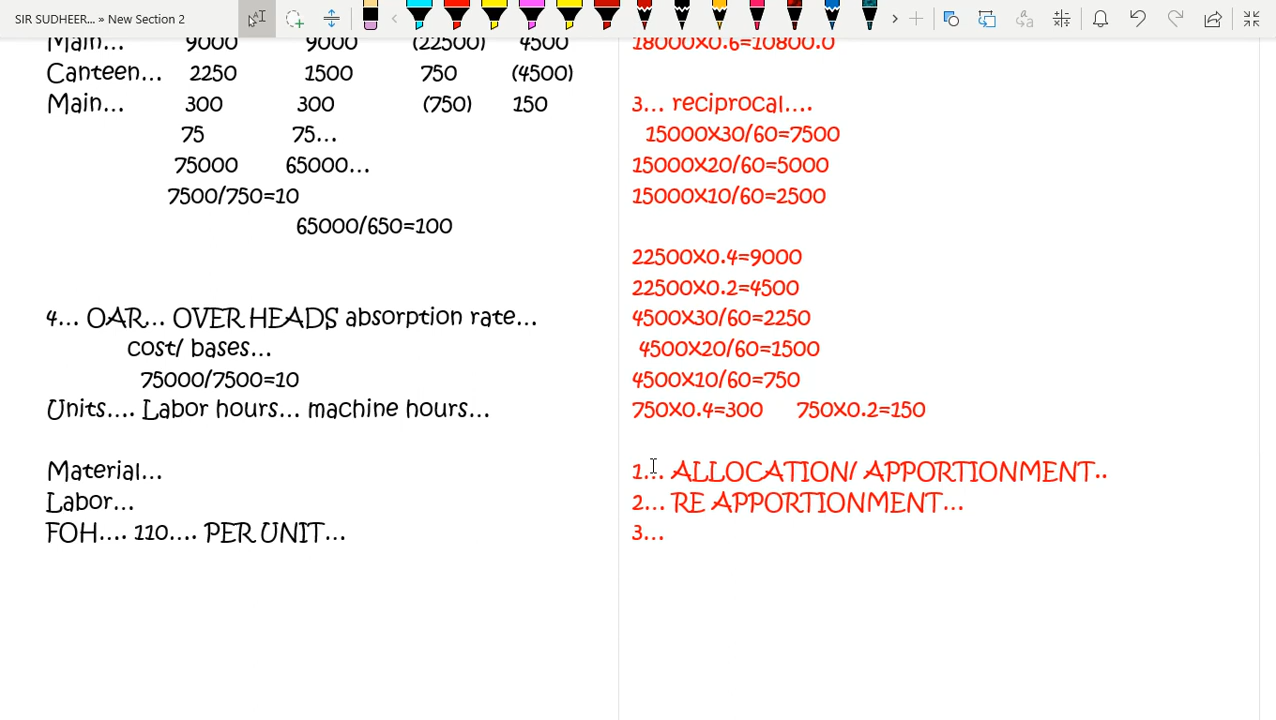 SIR SUDHEER... » New Section 2
Main... 9000 9000 (22500) 4500
Canteen... 2250 1500 750 (4500)
Main... 300 300 (750) 150
75 75...
75000 65000...
7500/750=10
65000/650=100
4... OAR... OVER HEADS absorption rate...
cost/ bases...
75000/7500=10
Units.... Labor hours... machine hours...
Material...
Labor...
FOH.... 110.... PER UNIT...
18000X0.6=10800.0
3... reciprocal....
15000X30/60=7500
15000X20/60=5000
15000X10/60=2500
22500X0.4=9000
22500X0.2=4500
4500X30/60=2250
4500X20/60=1500
4500X10/60=750
750X0.4=300 750X0.2=150
1... ALLOCATION/ APPORTIONMENT..
2... RE APPORTIONMENT...
3...